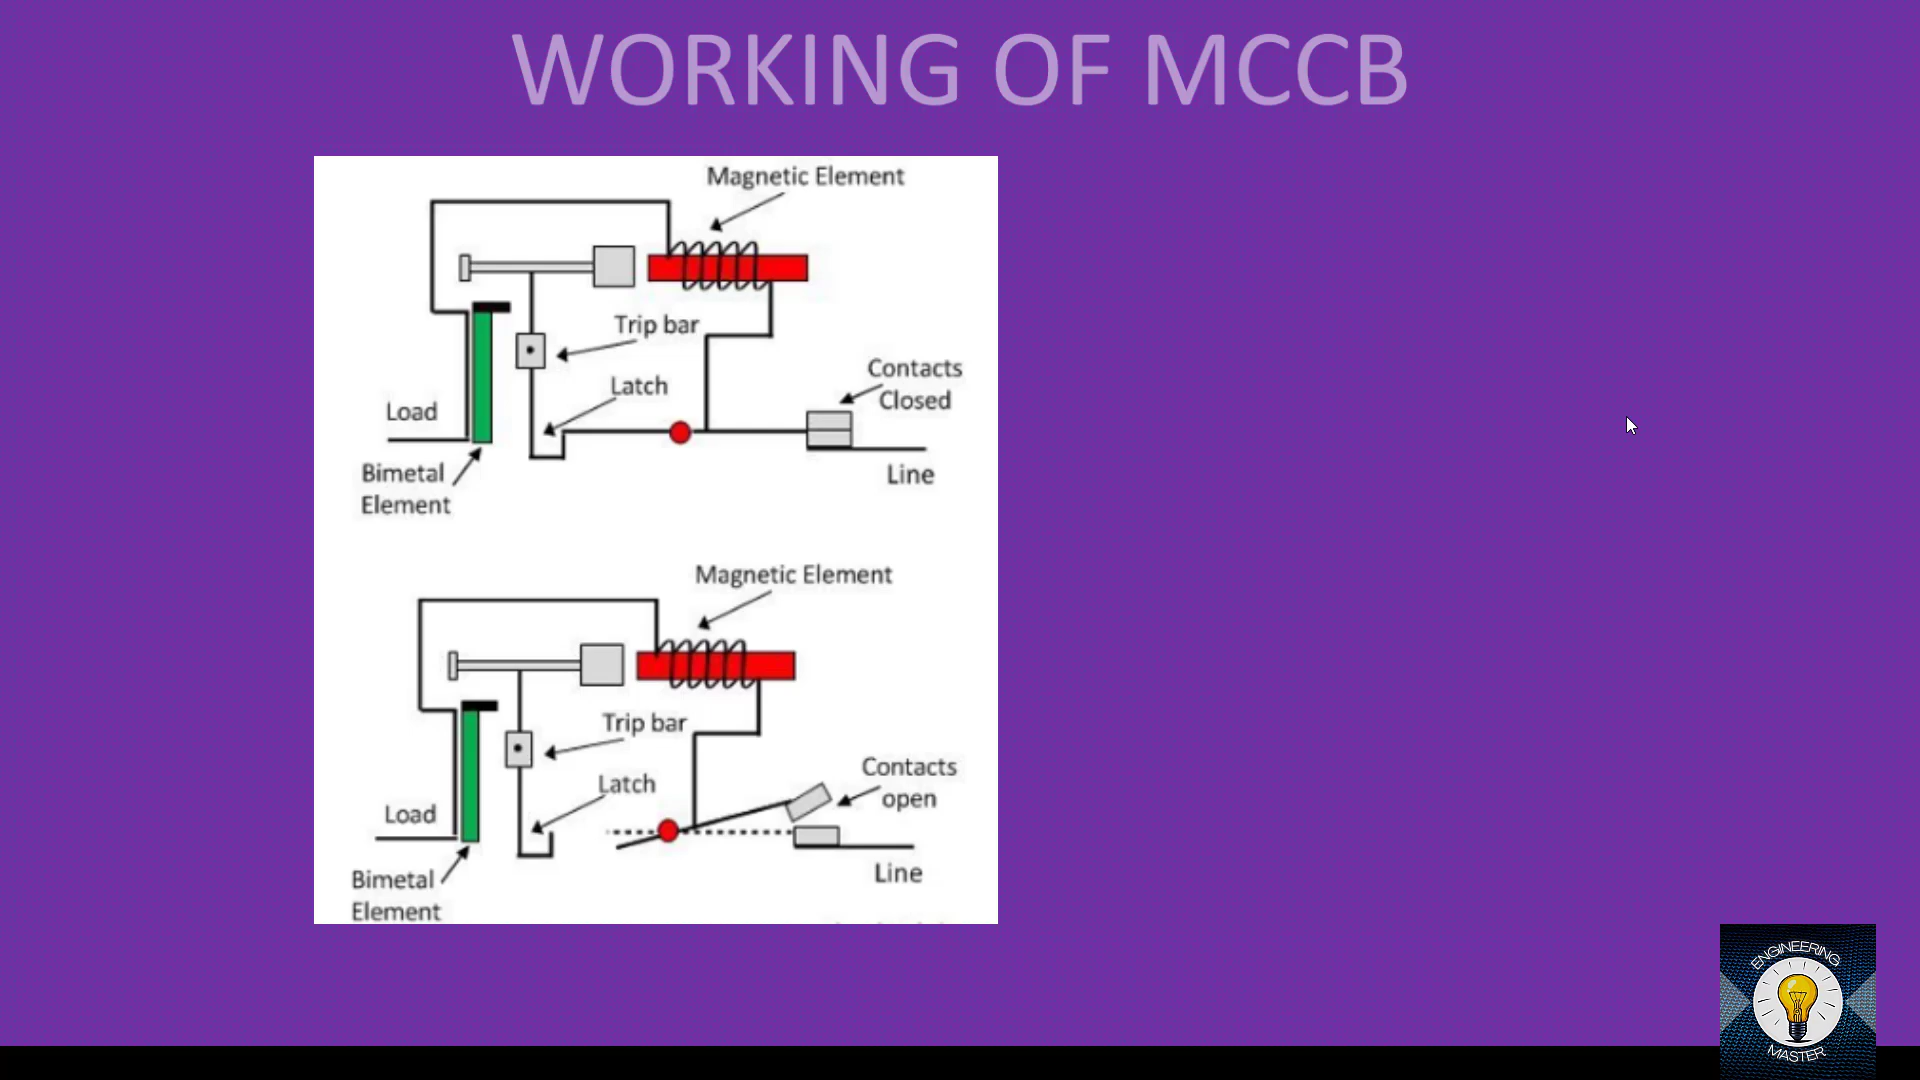 WORKING OF MCCB
Magnetic Element
Trip bar
Contacts
Closed
Latch
Load
Line
Bimetal
Element
Magnetic Element
Trip bar
Contacts
open
Latch
Load
Line
Bimetal
Element
ENGINEERING
MASTER